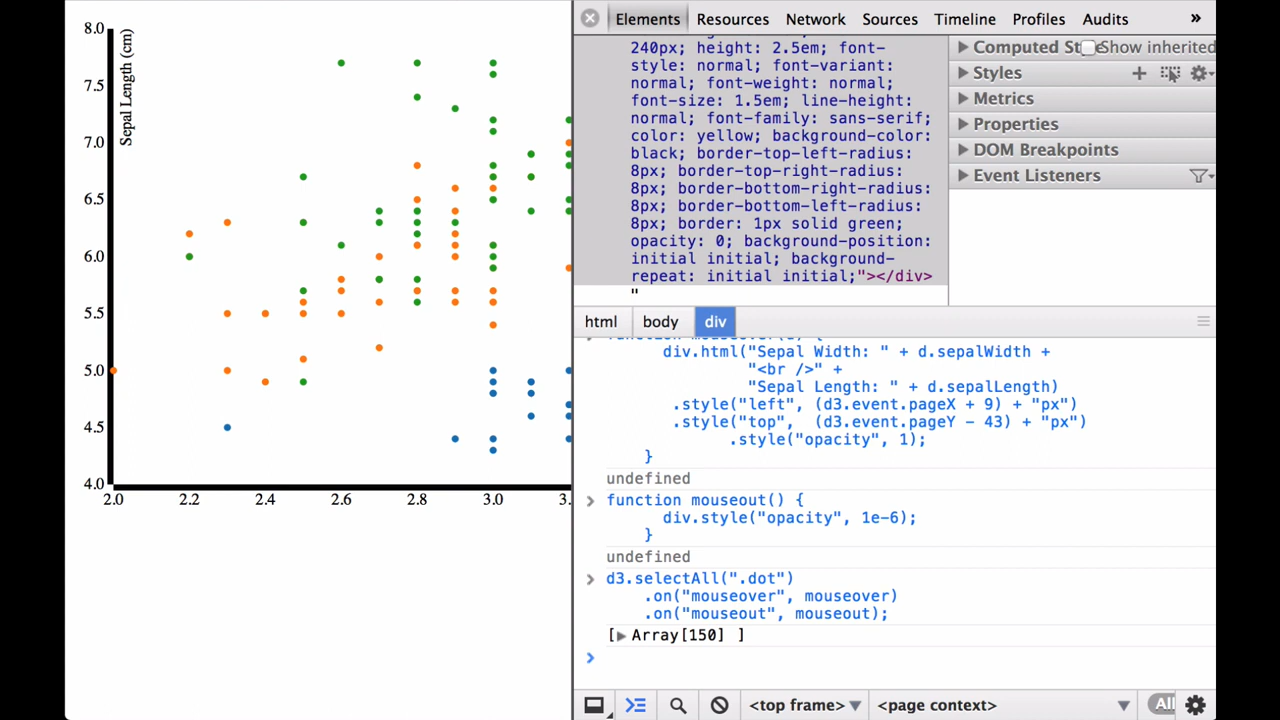 8.0
Sepal Length (cm)
7.5
7.0
6.5
6.0
5.5
5.0
4.5
4.0
2.0 2.2 2.4 2.6 2.8 3.0 3.
Elements Resources Network Sources Timeline Profiles Audits »
240px; height: 2.5em; font-
style: normal; font-variant:
normal; font-weight: normal;
font-size: 1.5em; line-height:
normal; font-family: sans-serif;
color: yellow; background-color:
black; border-top-left-radius:
8px; border-top-right-radius:
8px; border-bottom-right-radius:
8px; border-bottom-left-radius:
8px; border: 1px solid green;
opacity: 0; background-position:
initial initial; background-
repeat: initial initial;"></div>
"
Computed Sty Show inherited
Styles
Metrics
Properties
DOM Breakpoints
Event Listeners
html body div
div.html("Sepal Width: " + d.sepalWidth +
"<br />" +
"Sepal Length: " + d.sepalLength)
.style("left", (d3.event.pageX + 9) + "px")
.style("top", (d3.event.pageY - 43) + "px")
.style("opacity", 1);
}
undefined
> function mouseout() {
div.style("opacity", 1e-6);
}
undefined
> d3.selectAll(".dot")
.on("mouseover", mouseover)
.on("mouseout", mouseout);
[▶ Array[150] ]
>
<top frame> ▼ <page context> ▼ All